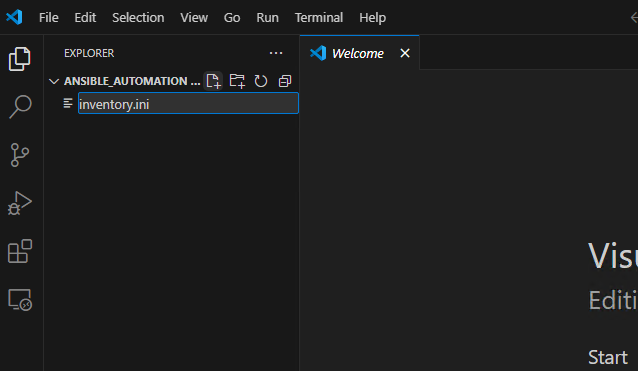 File Edit Selection View Go Run Terminal Help
EXPLORER ...
Welcome
ANSIBLE_AUTOMATION ...
inventory.ini
Visu
Editi
Start